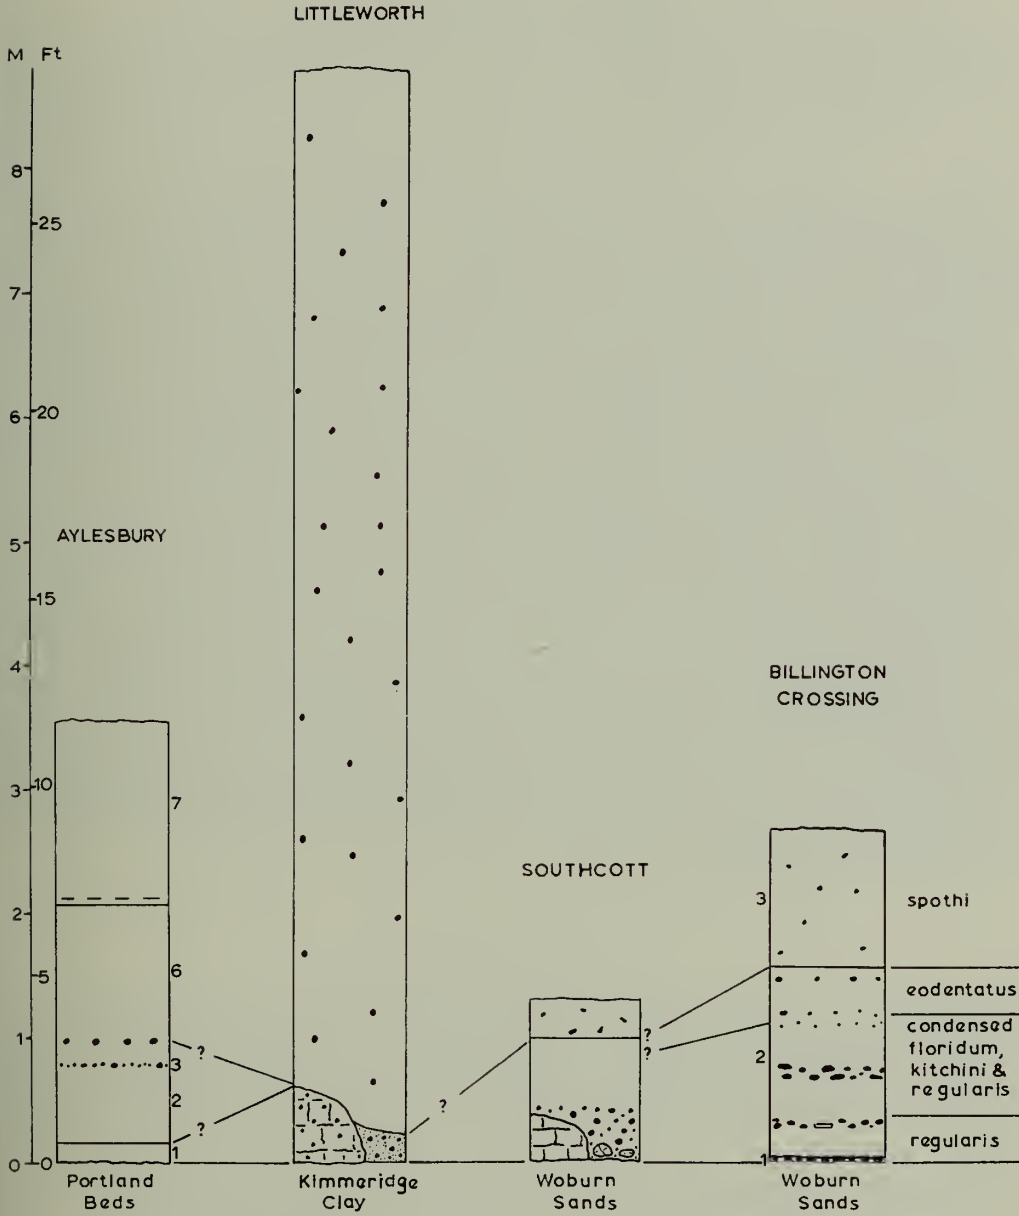 LITTLEWORTH
M Ft
8
25
7
6
20
5
AYLESBURY
15
4
BILLINGTON
CROSSING
3
10
7
SOUTHCOTT
2
3
spothi
6
5
eodentatus
1
?
?
?
condensed
floridum,
kitchini &
regularis
3
2
2
?
?
regularis
1
1
0
0
Portland
Beds
Kimmeridge
Clay
Woburn
Sands
Woburn
Sands